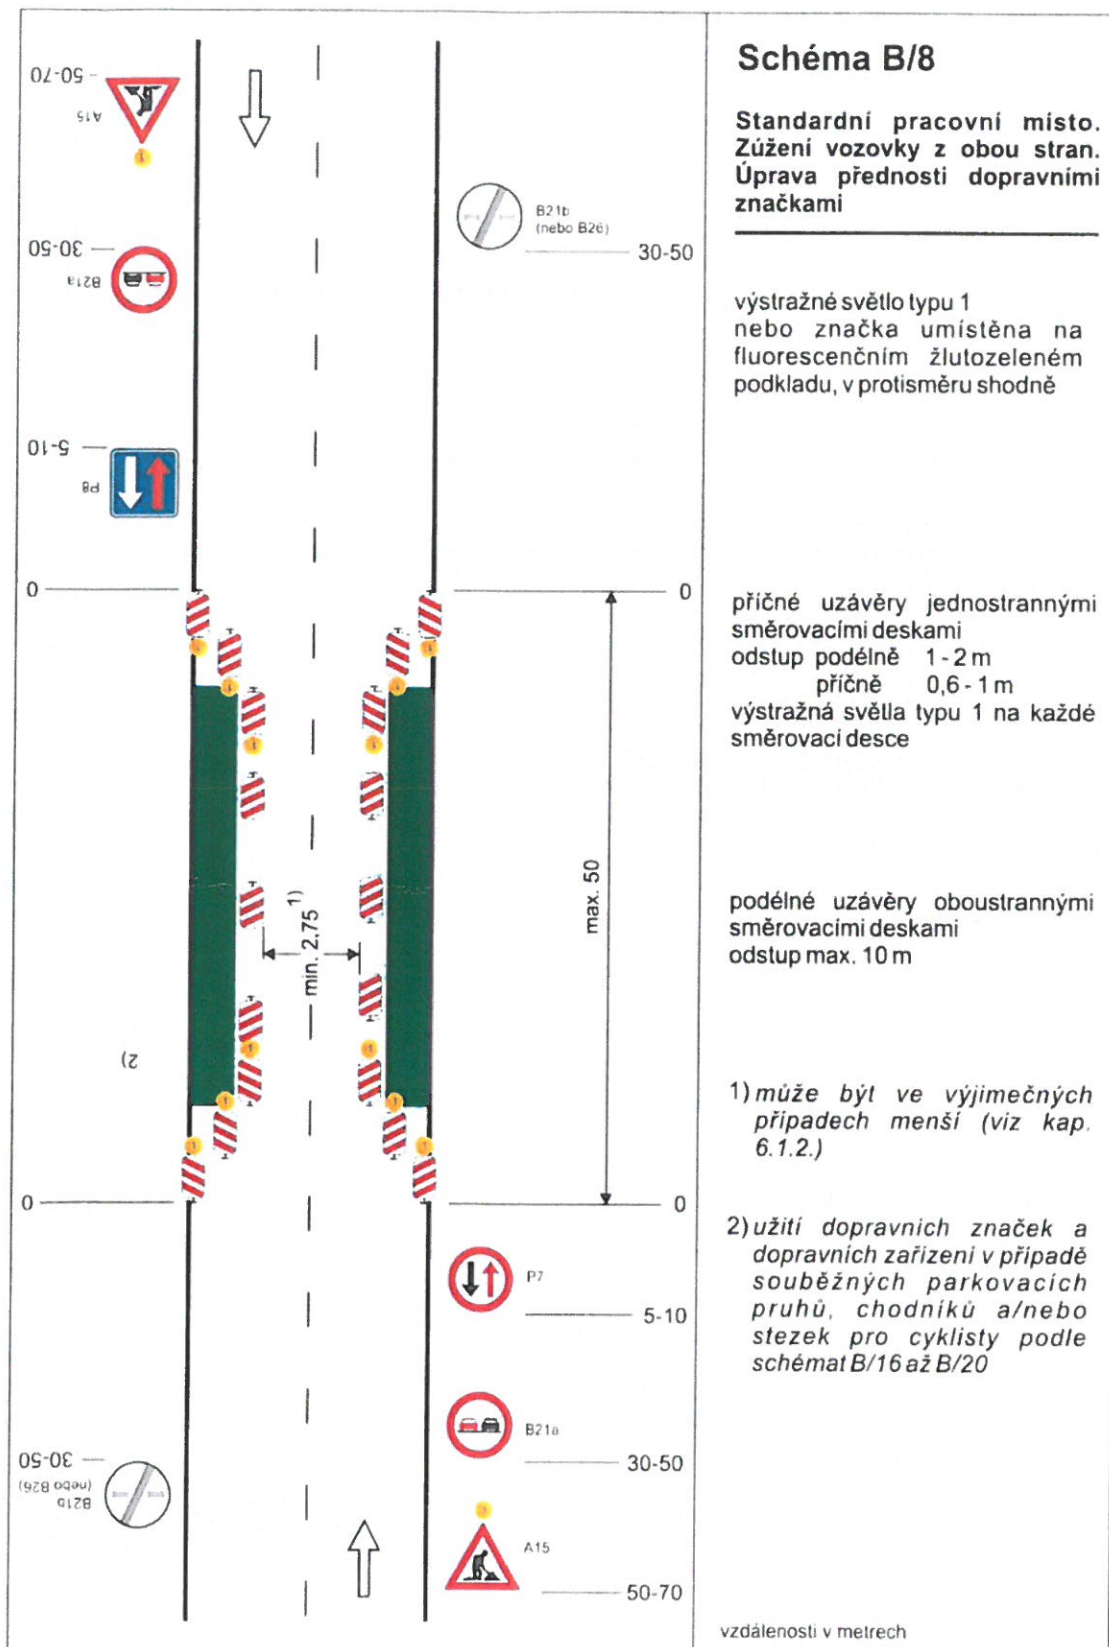 Schéma B/8
Standardní pracovní místo.
Zúžení vozovky z obou stran.
Úprava přednosti dopravními
značkami
výstražné světlo typu 1
nebo značka umístěna na
fluorescenčním žlutozeleném
podkladu, v protisměru shodně
příčné uzávěry jednostrannými
směrovacími deskami
odstup podélně 1 - 2 m
příčně 0,6 - 1 m
výstražná světla typu 1 na každé
směrovací desce
podélné uzávěry oboustrannými
směrovacími deskami
odstup max. 10 m
1) může být ve výjimečných
případech menší (viz kap.
6.1.2.)
2) užití dopravních značek a
dopravních zařízení v případě
souběžných parkovacích
pruhů, chodníků a/nebo
stezek pro cyklisty podle
schémat B/16 až B/20
vzdálenosti v metrech
50-70
A15
30-50
B21a
5-10
P8
0
B21b
(nebo B26)
30-50
0
max. 50
min. 2,75 1)
2)
0
0
P7
5-10
B21a
30-50
A15
50-70
30-50
B21b
(nebo B26)